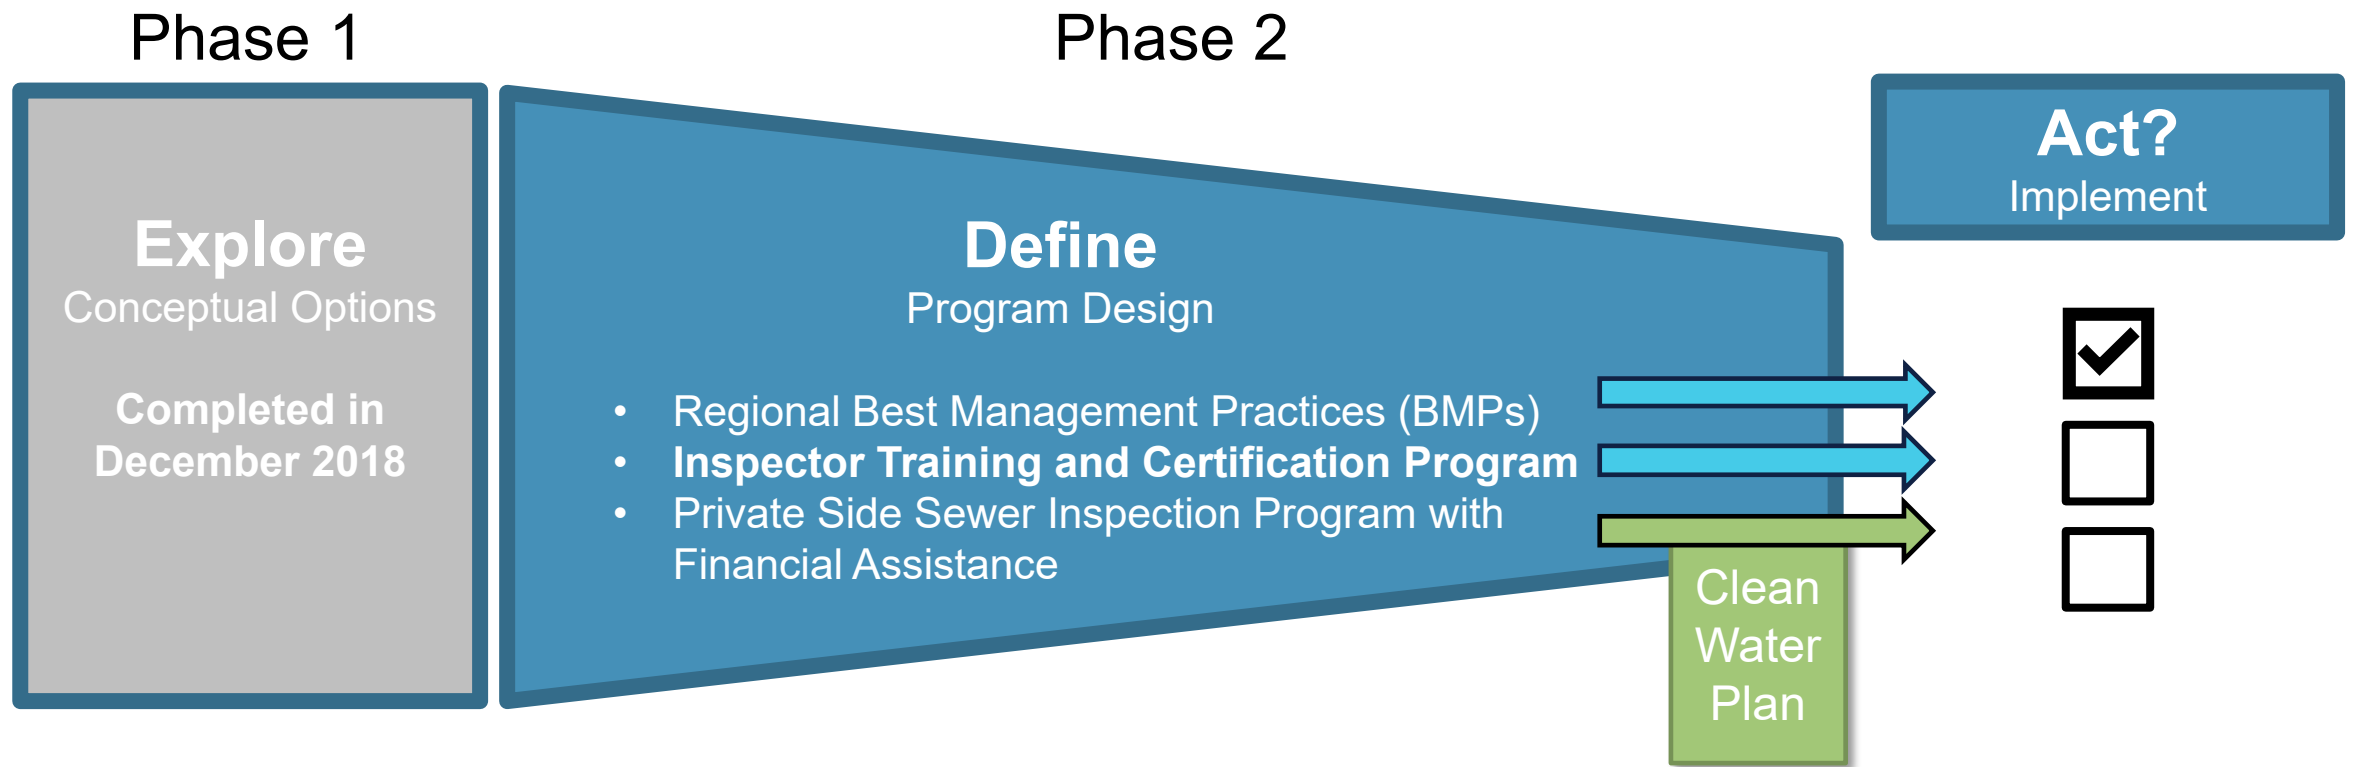 Phase 1
Phase 2
Explore
Conceptual Options
Completed in
December 2018
Define
Program Design
• Regional Best Management Practices (BMPs)
• Inspector Training and Certification Program
• Private Side Sewer Inspection Program with
Financial Assistance
Clean
Water
Plan
Act?
Implement